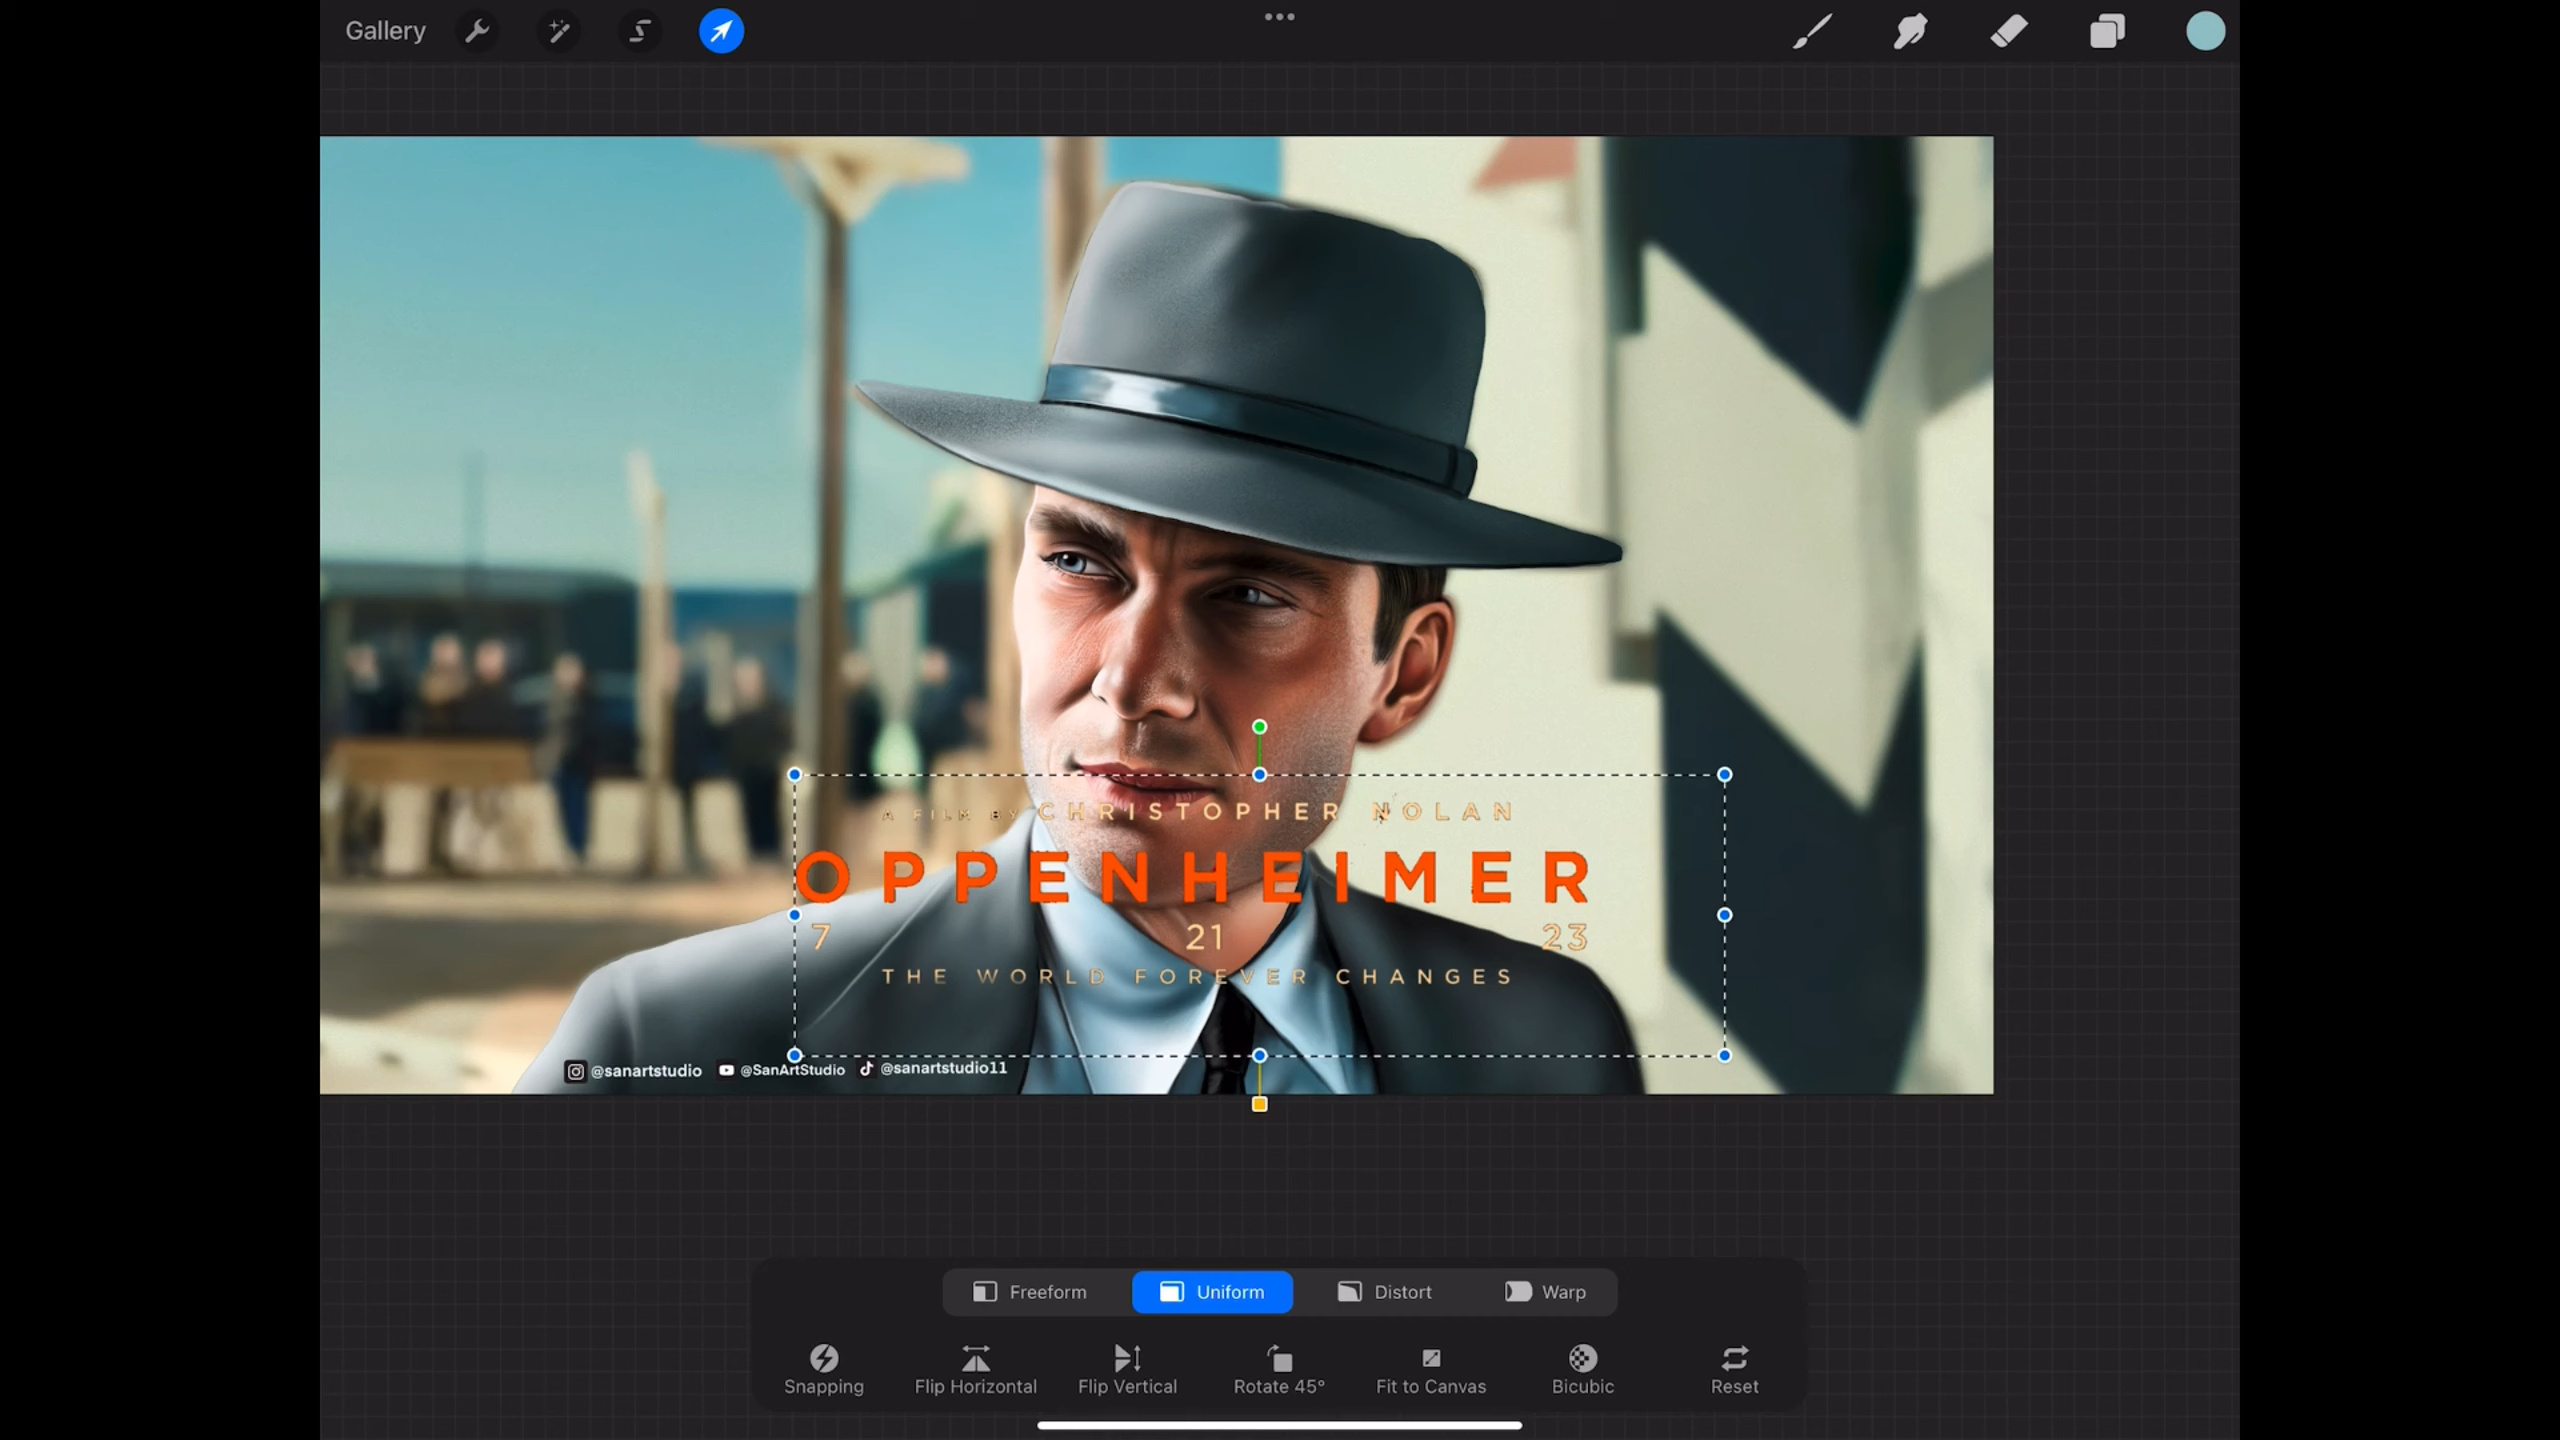 Gallery
A FILM BY CHRISTOPHER NOLAN
OPPENHEIMER
7 21 23
THE WORLD FOREVER CHANGES
@sanartstudio @SanArtStudio @sanartstudio11
Freeform Uniform Distort Warp
Snapping Flip Horizontal Flip Vertical Rotate 45° Fit to Canvas Bicubic Reset